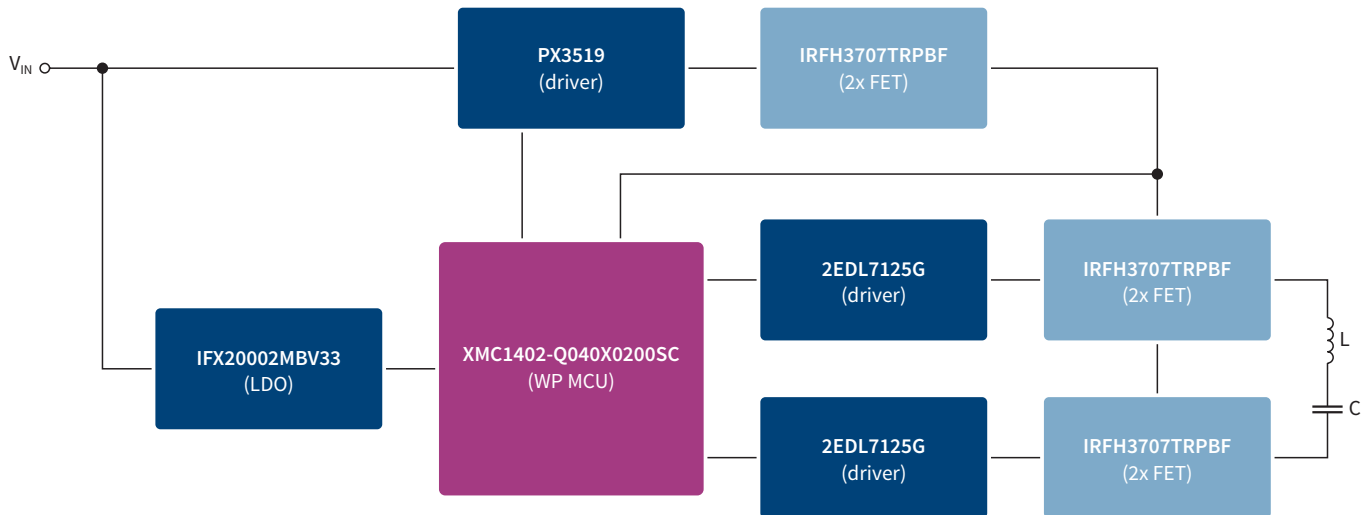 PX3519
(driver)
IRFH3707TRPBF
(2x FET)
V_IN
2EDL7125G
(driver)
IRFH3707TRPBF
(2x FET)
IFX20002MBV33
(LDO)
XMC1402-Q040X0200SC
(WP MCU)
L
C
2EDL7125G
(driver)
IRFH3707TRPBF
(2x FET)